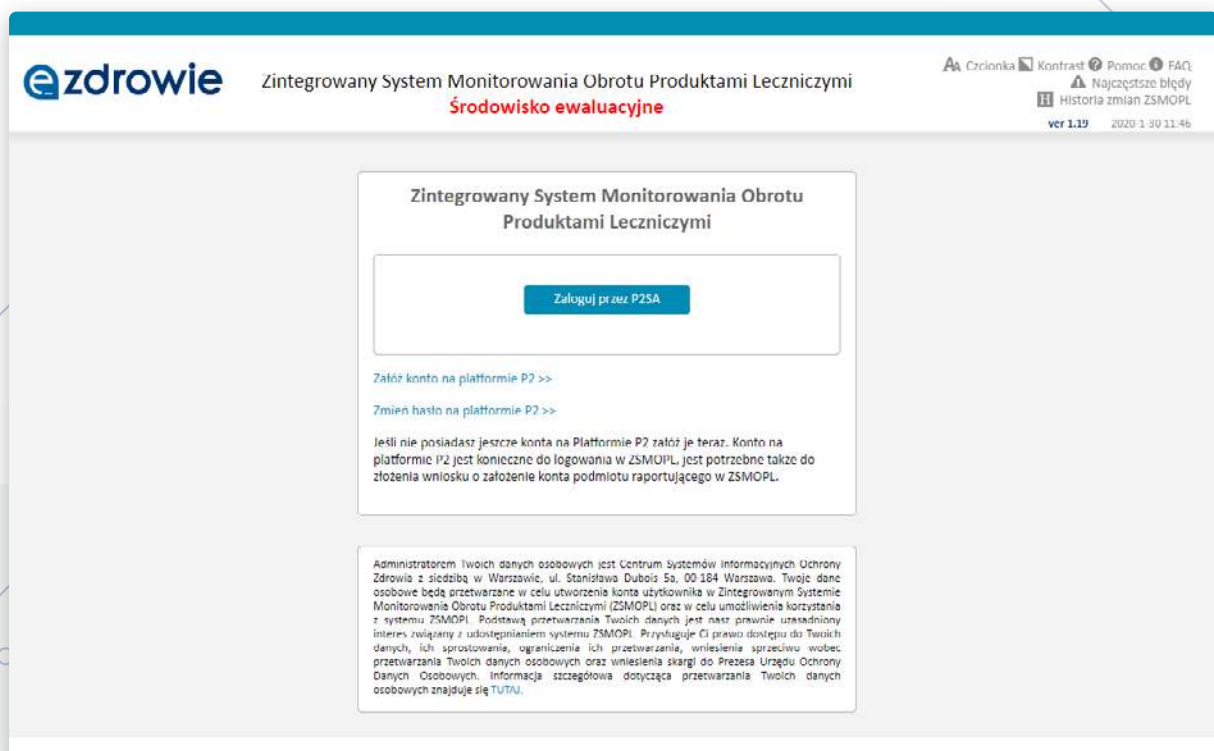 ezdrowie
Zintegrowany System Monitorowania Obrotu Produktami Leczniczymi
Środowisko ewaluacyjne
AA Czcionka Kontrast ? Pomoc i FAQ
Najczęstsze błędy
H Historia zmian ZSMOPL
ver 1.19 2020-1-30 11:46
Zintegrowany System Monitorowania Obrotu
Produktami Leczniczymi
Zaloguj przez P2SA
Załóż konto na platformie P2 >>
Zmień hasło na platformie P2 >>
Jeśli nie posiadasz jeszcze konta na Platformie P2 załóż je teraz. Konto na
platformie P2 jest konieczne do logowania w ZSMOPL, jest potrzebne także do
złożenia wniosku o założenie konta podmiotu raportującego w ZSMOPL.
Administratorem Twoich danych osobowych jest Centrum Systemów Informacyjnych Ochrony
Zdrowia z siedzibą w Warszawie, ul. Stanisława Dubois 5a, 00-184 Warszawa. Twoje dane
osobowe będą przetwarzane w celu utworzenia konta użytkownika w Zintegrowanym Systemie
Monitorowania Obrotu Produktami Leczniczymi (ZSMOPL) oraz w celu umożliwienia korzystania
z systemu ZSMOPL. Podstawą przetwarzania Twoich danych jest nasz prawnie uzasadniony
interes związany z udostępnianiem systemu ZSMOPL. Przysługuje Ci prawo dostępu do Twoich
danych, ich sprostowania, ograniczenia ich przetwarzania, wniesienia sprzeciwu wobec
przetwarzania Twoich danych osobowych oraz wniesienia skargi do Prezesa Urzędu Ochrony
Danych Osobowych. Informacja szczegółowa dotycząca przetwarzania Twoich danych
osobowych znajduje się TUTAJ.